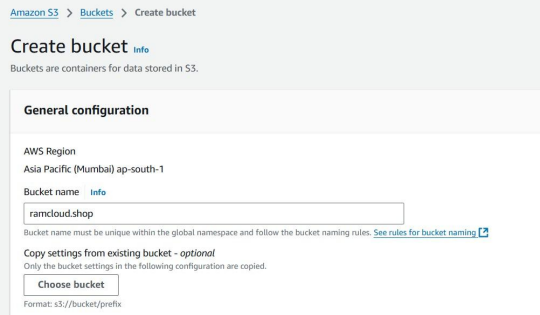 Amazon S3 > Buckets > Create bucket
Create bucket Info
Buckets are containers for data stored in S3.
General configuration
AWS Region
Asia Pacific (Mumbai) ap-south-1
Bucket name Info
ramcloud.shop
Bucket name must be unique within the global namespace and follow the bucket naming rules. See rules for bucket naming
Copy settings from existing bucket - optional
Only the bucket settings in the following configuration are copied.
Choose bucket
Format: s3://bucket/prefix